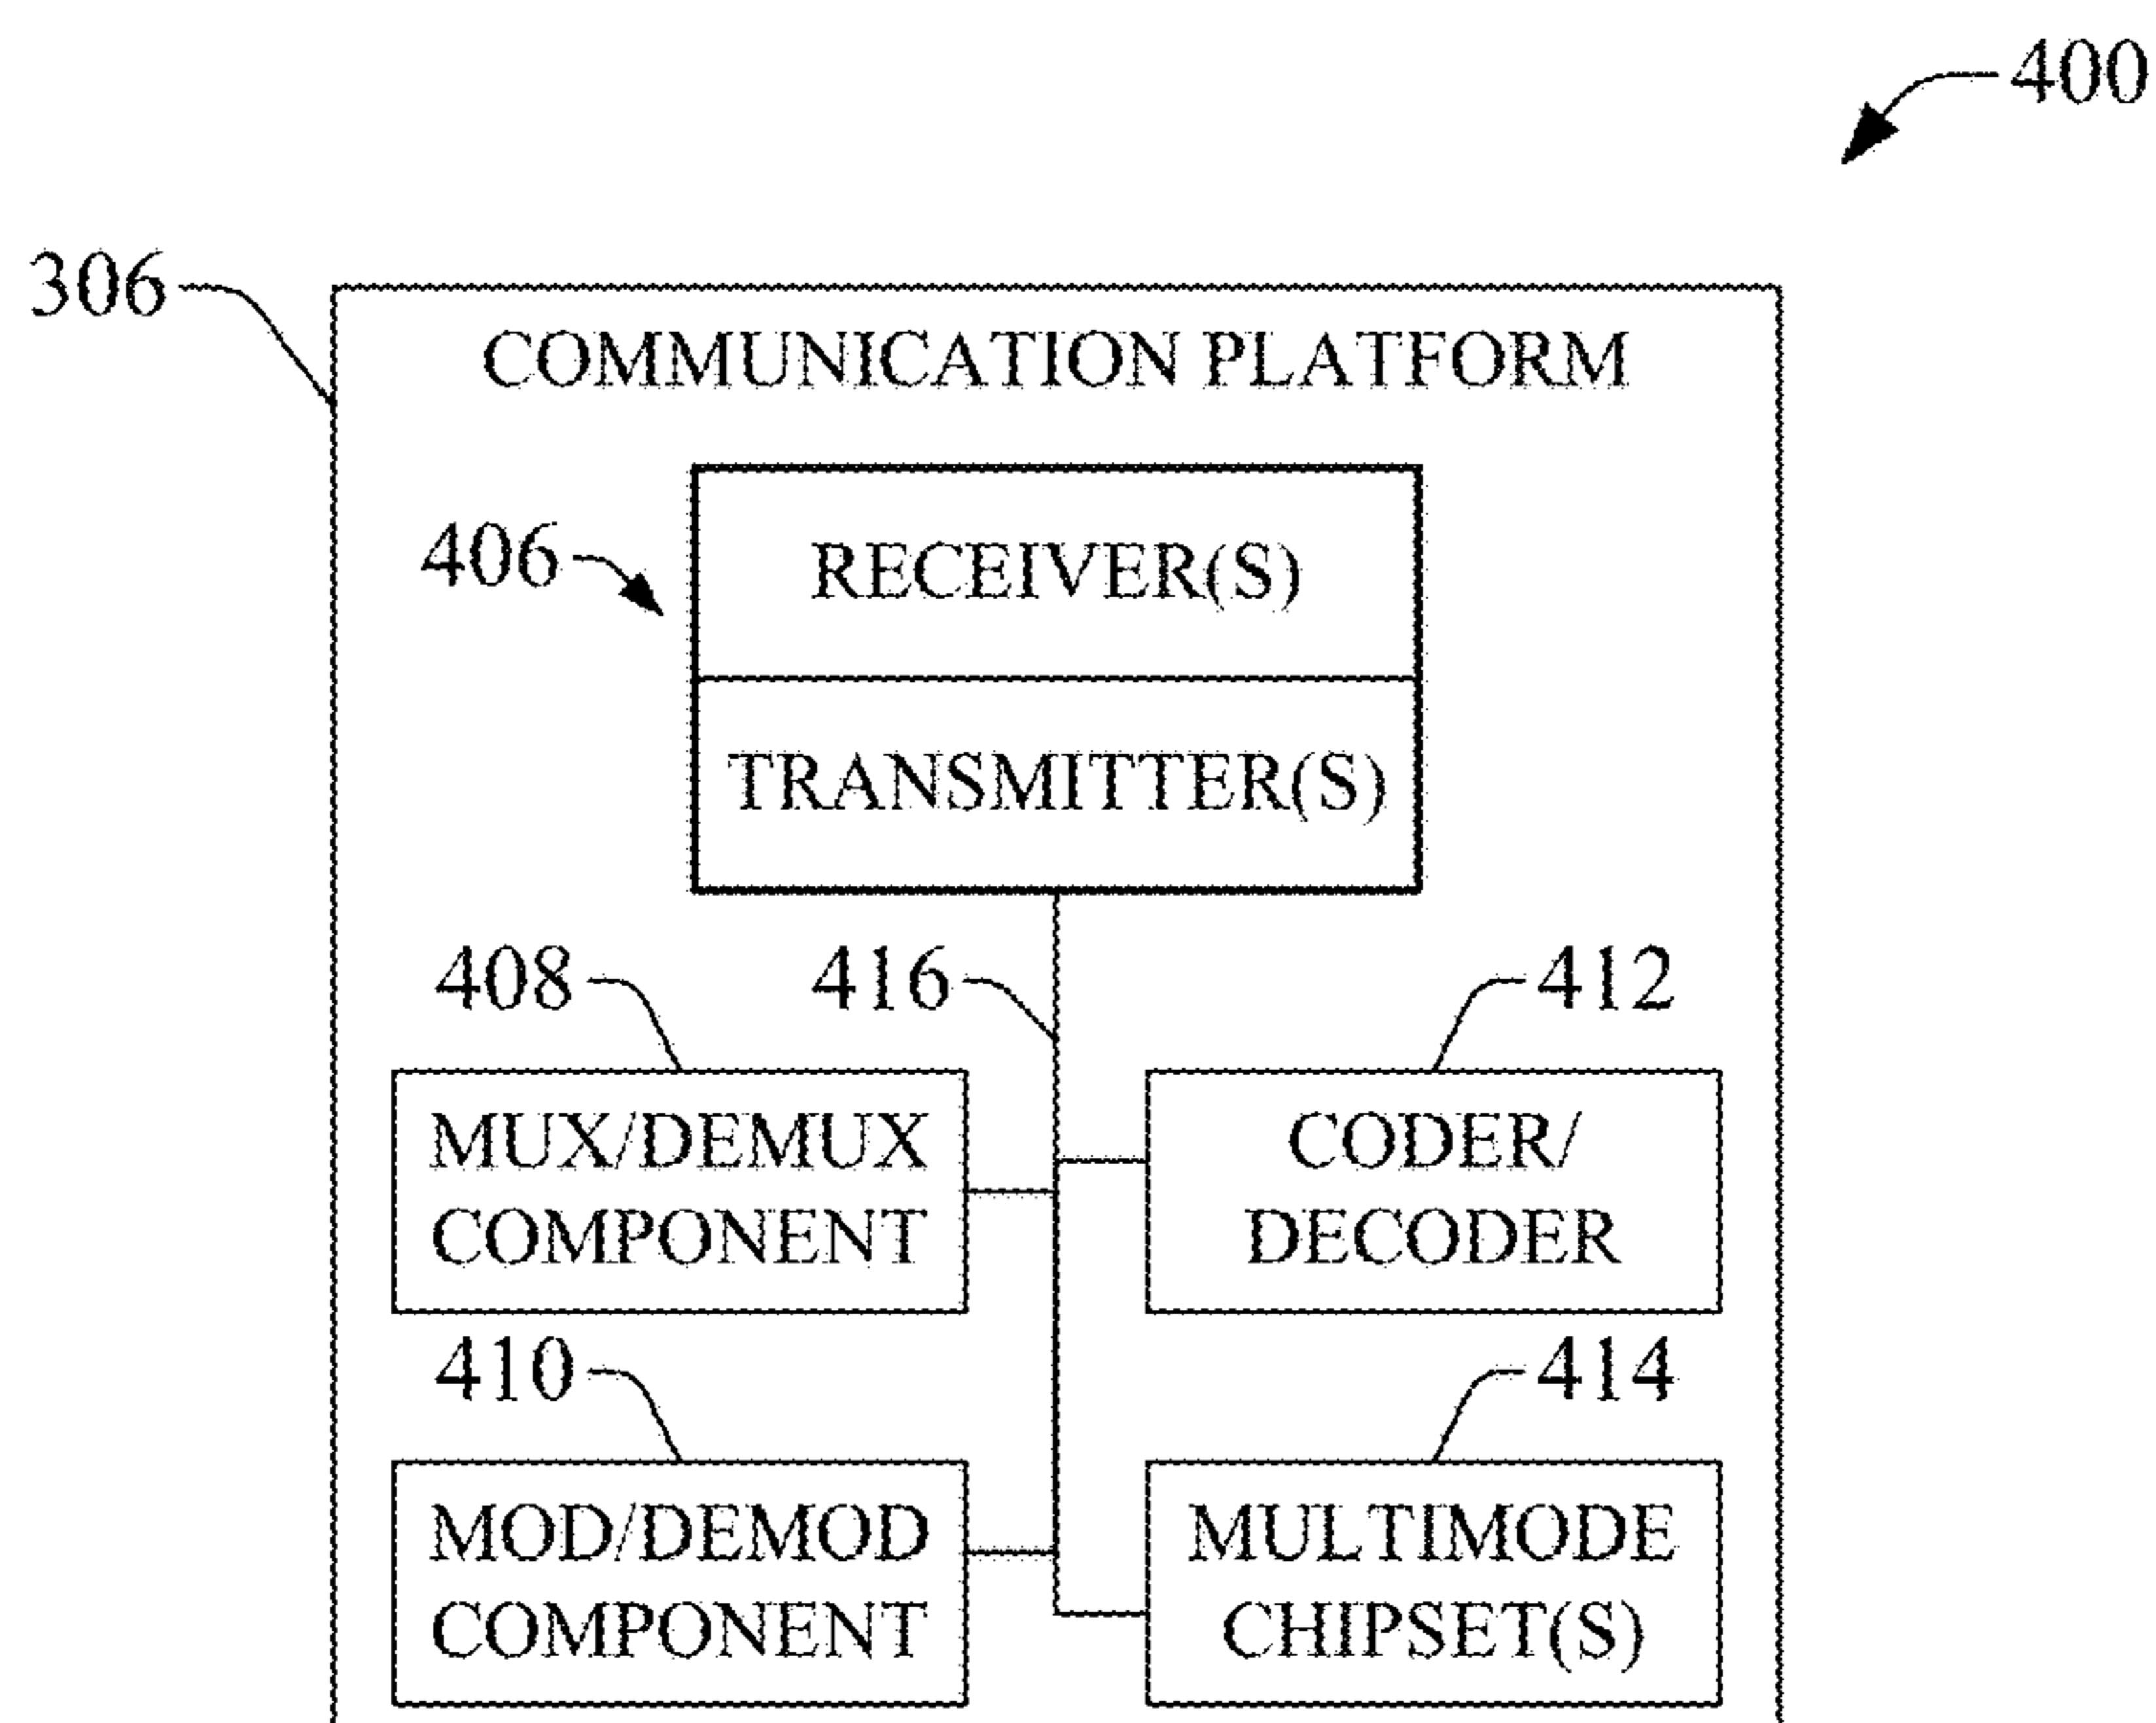 400
306
COMMUNICATION PLATFORM
406
RECEIVER(S)
TRANSMITTER(S)
408
416
412
MUX/DEMUX
COMPONENT
CODER/
DECODER
410
414
MOD/DEMOD
COMPONENT
MULTIMODE
CHIPSET(S)